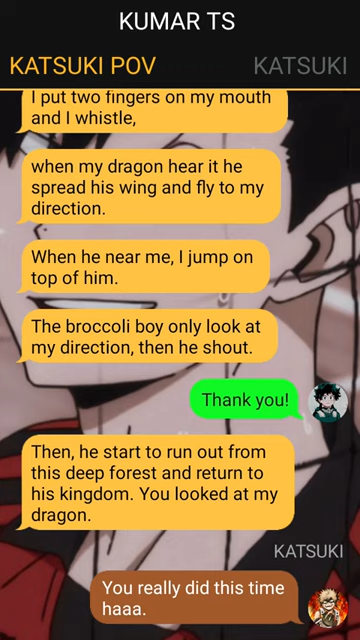 KUMAR TS
KATSUKI POV
KATSUKI
I put two fingers on my mouth
and I whistle,
when my dragon hear it he
spread his wing and fly to my
direction.
When he near me, I jump on
top of him.
The broccoli boy only look at
my direction, then he shout.
Thank you!
Then, he start to run out from
this deep forest and return to
his kingdom. You looked at my
dragon.
KATSUKI
You really did this time
haaa.